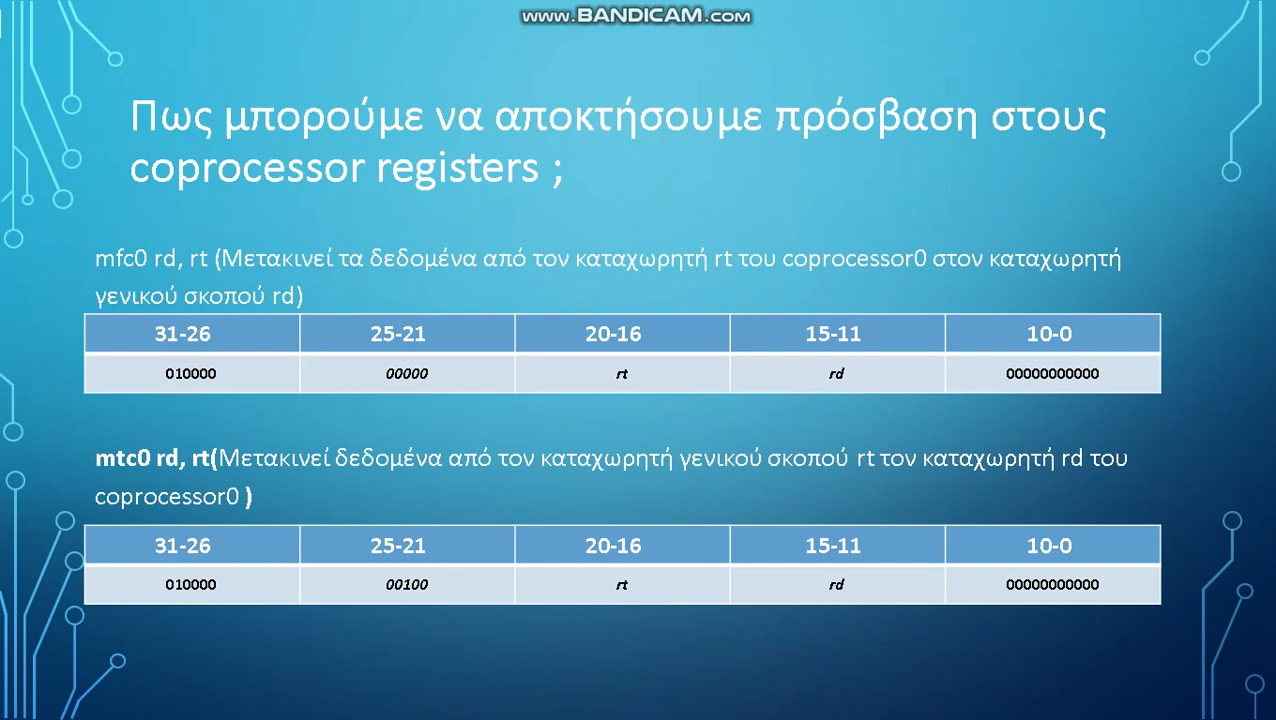 www.BANDICAM.com
Πως μπορούμε να αποκτήσουμε πρόσβαση στους
coprocessor registers ;
mfc0 rd, rt (Μετακινεί τα δεδομένα από τον καταχωρητή rt του coprocessor0 στον καταχωρητή
γενικού σκοπού rd)
31-26 25-21 20-16 15-11 10-0
010000 00000 rt rd 00000000000
mtc0 rd, rt(Μετακινεί δεδομένα από τον καταχωρητή γενικού σκοπού rt τον καταχωρητή rd του
coprocessor0 )
31-26 25-21 20-16 15-11 10-0
010000 00100 rt rd 00000000000